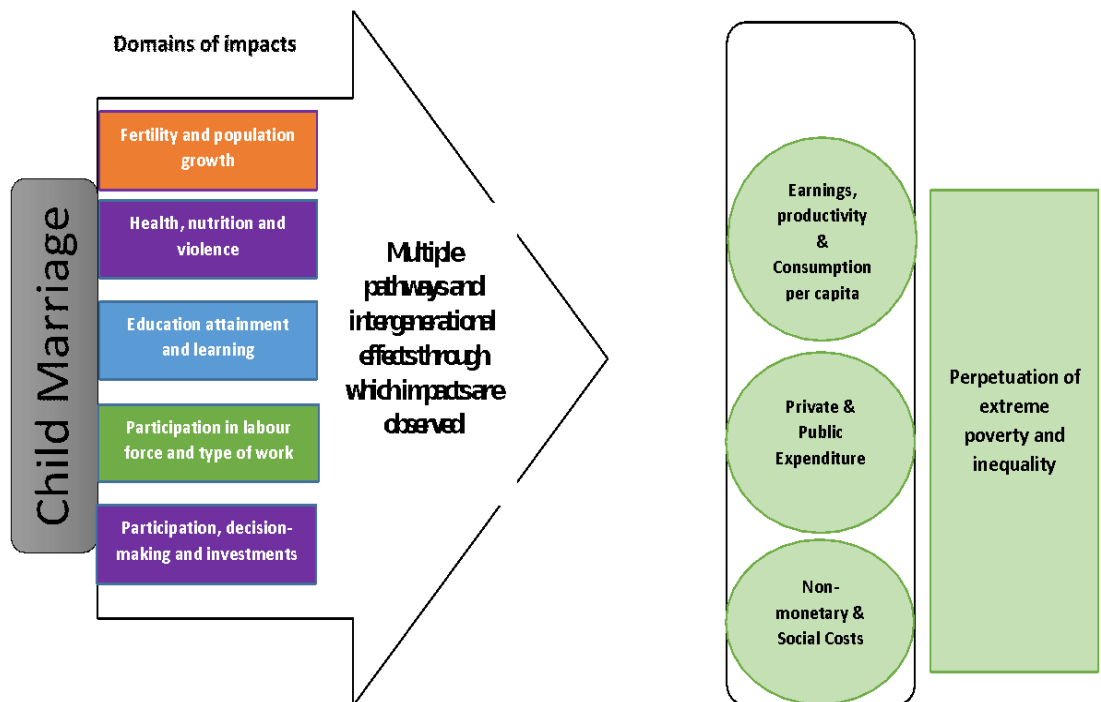 Domains of impacts
Child Marriage
Fertility and population
growth
Health, nutrition and
violence
Education attainment
and learning
Participation in labour
force and type of work
Participation, decision-
making and investments
Multiple
pathways and
intergenerational
effects through
which impacts are
observed
Earnings,
productivity
&
Consumption
per capita
Private &
Public
Expenditure
Non-
monetary &
Social Costs
Perpetuation of
extreme
poverty and
inequality